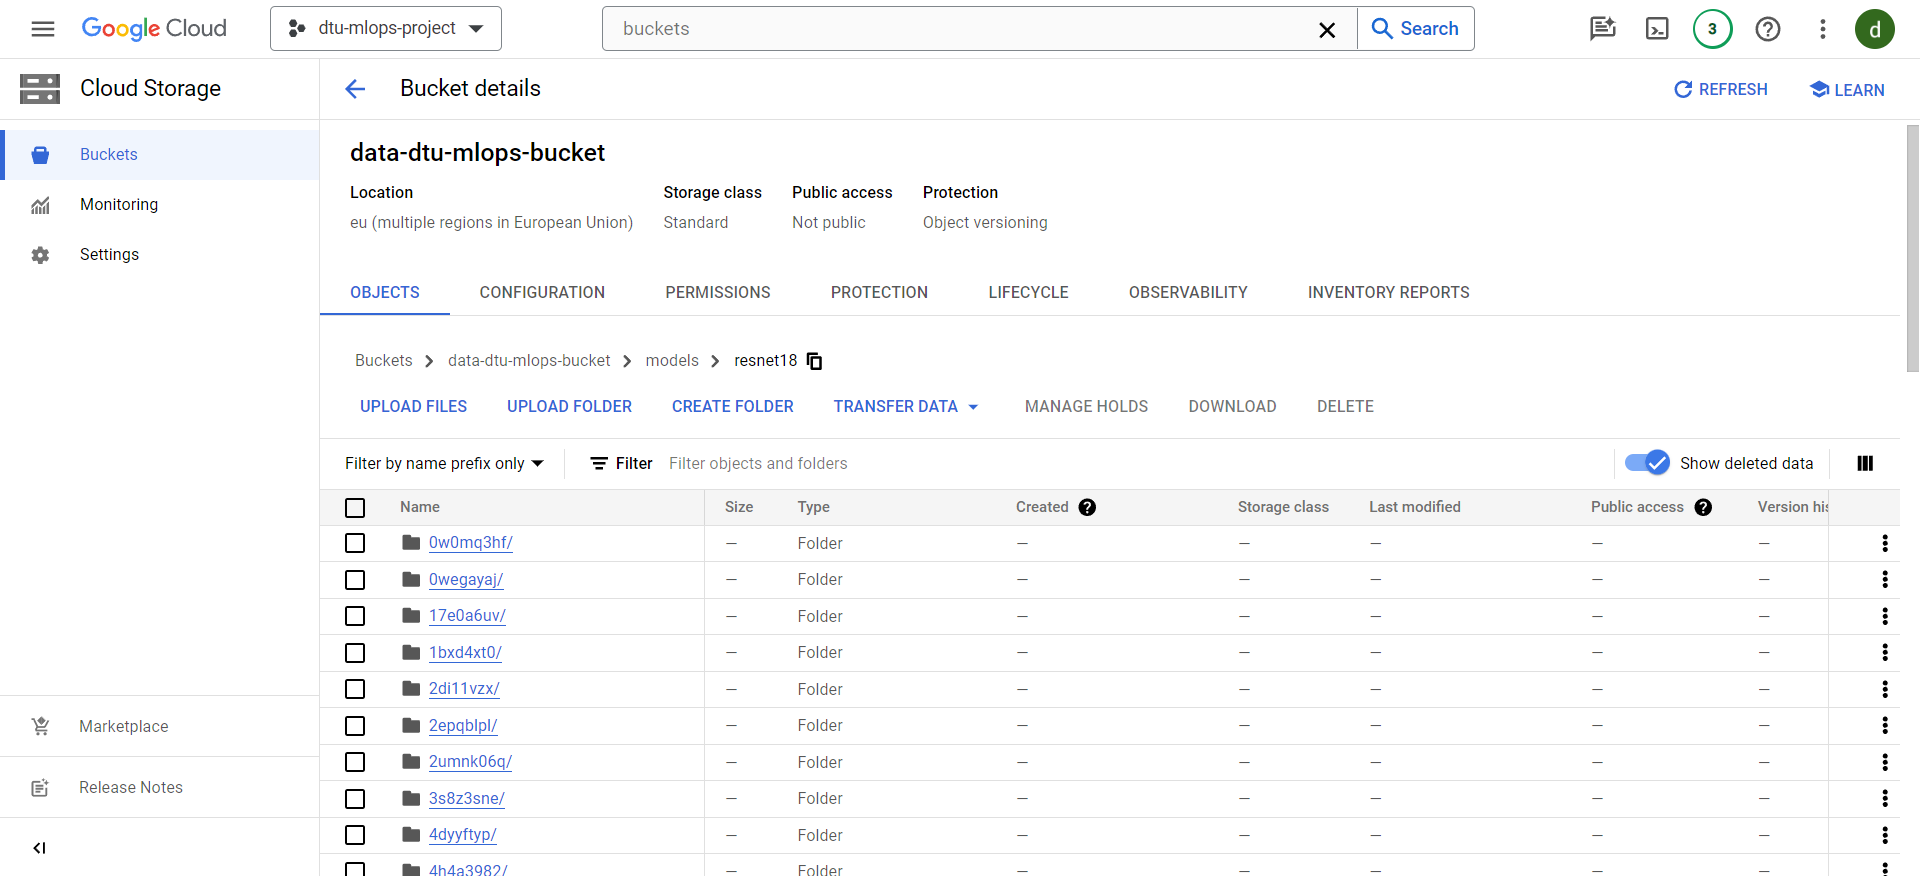 Google Cloud
dtu-mlops-project
buckets
Search
3
d
Cloud Storage
Bucket details
REFRESH
LEARN
Buckets
Monitoring
Settings
Marketplace
Release Notes
data-dtu-mlops-bucket
Location Storage class Public access Protection
eu (multiple regions in European Union) Standard Not public Object versioning
OBJECTS CONFIGURATION PERMISSIONS PROTECTION LIFECYCLE OBSERVABILITY INVENTORY REPORTS
Buckets data-dtu-mlops-bucket models resnet18
UPLOAD FILES UPLOAD FOLDER CREATE FOLDER TRANSFER DATA MANAGE HOLDS DOWNLOAD DELETE
Filter by name prefix only Filter Filter objects and folders Show deleted data
Name Size Type Created Storage class Last modified Public access Version his
0w0mq3hf/ — Folder — — — — —
0wegayaj/ — Folder — — — — —
17e0a6uv/ — Folder — — — — —
1bxd4xt0/ — Folder — — — — —
2di11vzx/ — Folder — — — — —
2epqblpl/ — Folder — — — — —
2umnk06q/ — Folder — — — — —
3s8z3sne/ — Folder — — — — —
4dyyftyp/ — Folder — — — — —
4h4a3982/ — Folder — — — — —